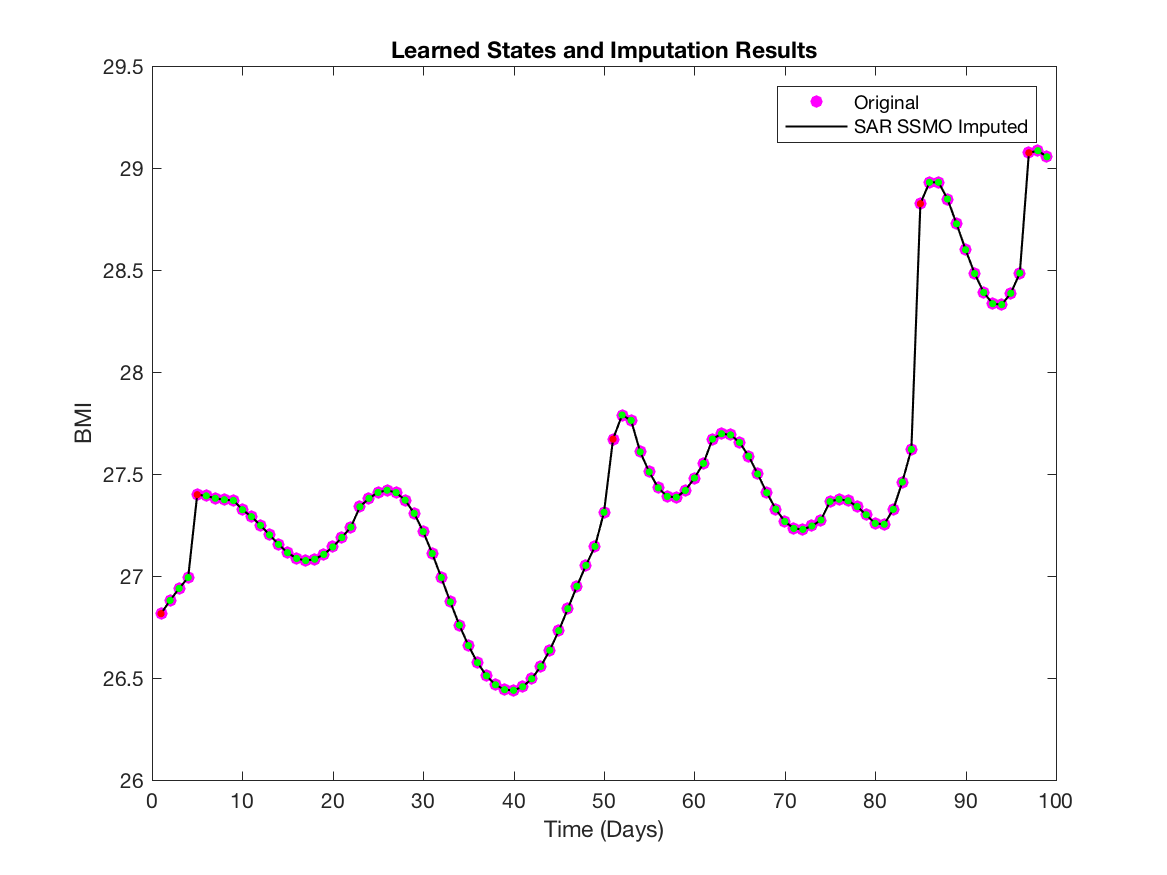 Learned States and Imputation Results
29.5
29
28.5
28
27.5
27
26.5
26
BMI
Original
SAR SSMO Imputed
0 10 20 30 40 50 60 70 80 90 100
Time (Days)